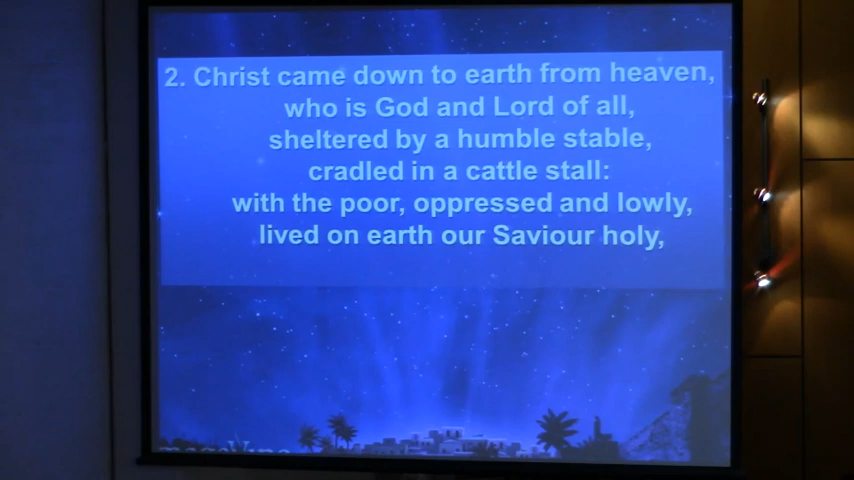 2. Christ came down to earth from heaven,
who is God and Lord of all,
sheltered by a humble stable,
cradled in a cattle stall:
with the poor, oppressed and lowly,
lived on earth our Saviour holy,